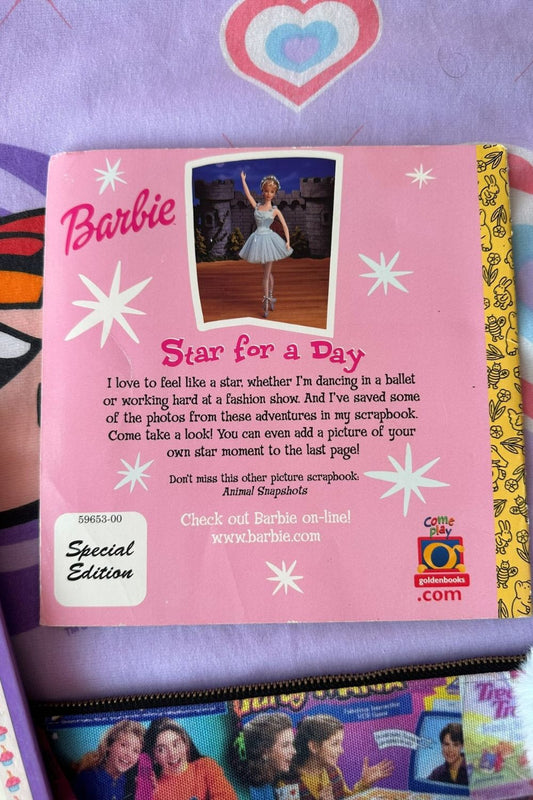 Barbie
Star for a Day
I love to feel like a star, whether I'm dancing in a ballet
or working hard at a fashion show. And I've saved some
of the photos from these adventures in my scrapbook.
Come take a look! You can even add a picture of your
own star moment to the last page!
Don't miss this other picture scrapbook:
Animal Snapshots
59653-00
Special
Edition
Check out Barbie on-line!
www.barbie.com
Come
play
goldenbooks
.com